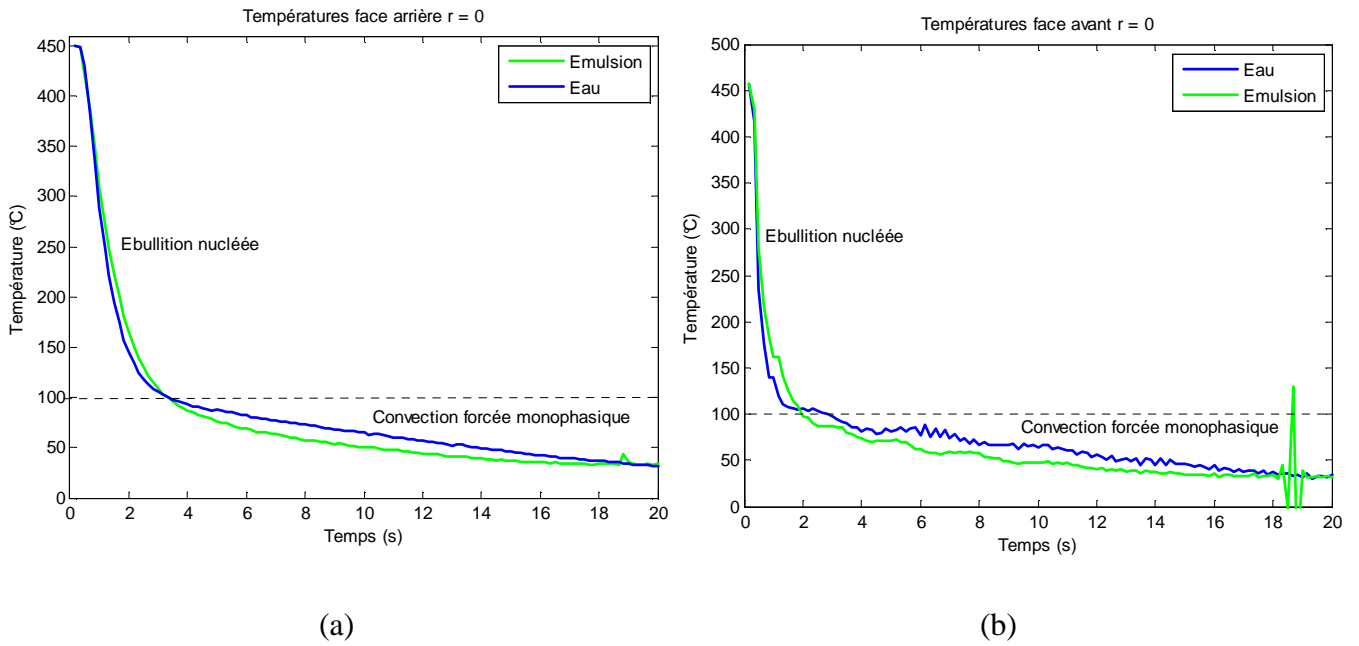 Températures face arrière r = 0
450
400
350
300
250
200
150
100
50
0
Température (°C)
Emulsion
Eau
Ebullition nucléée
Convection forcée monophasique
0
2
4
6
8
10
12
14
16
18
20
Temps (s)
(a)
Températures face avant r = 0
500
450
400
350
300
250
200
150
100
50
0
Température (°C)
Eau
Emulsion
Ebullition nucléée
Convection forcée monophasique
0
2
4
6
8
10
12
14
16
18
20
Temps (s)
(b)